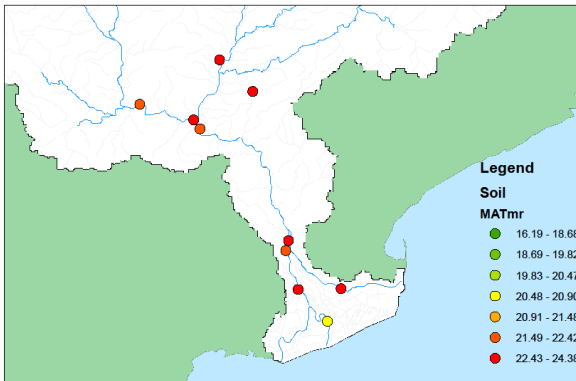 Legend
Soil
MATmr
16.19 - 18.68
18.69 - 19.82
19.83 - 20.47
20.48 - 20.90
20.91 - 21.48
21.49 - 22.42
22.43 - 24.38